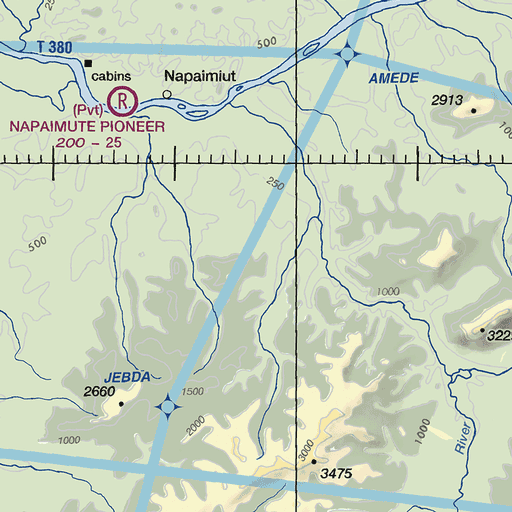 T 380
500
cabins
Napaimiut
AMEDE
R
(Pvt)
NAPAIMUTE PIONEER
200 - 25
2913
250
500
1000
322
JEBDA
2660
1500
2000
1000
3000
3475
1000
River